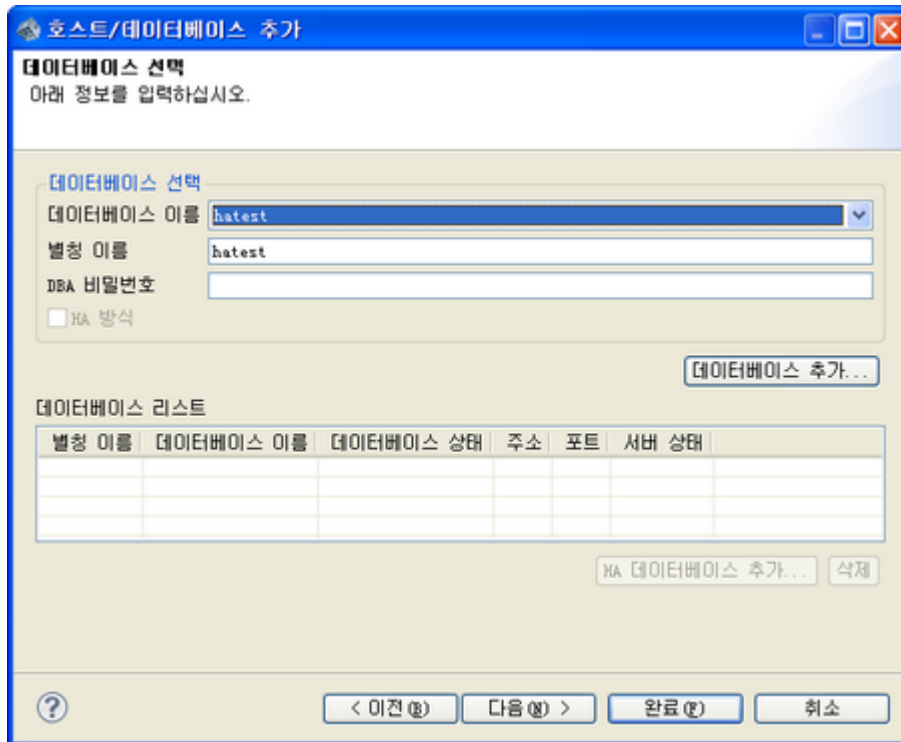 호스트/데이터베이스 추가
데이터베이스 선택
아래 정보를 입력하십시오.
데이터베이스 선택
데이터베이스 이름 hatest
별칭 이름 hatest
DBA 비밀번호
HA 방식
데이터베이스 추가...
데이터베이스 리스트
별칭 이름 데이터베이스 이름 데이터베이스 상태 주소 포트 서버 상태
HA 데이터베이스 추가... 삭제
? < 이전(B) 다음(N) > 완료(F) 취소